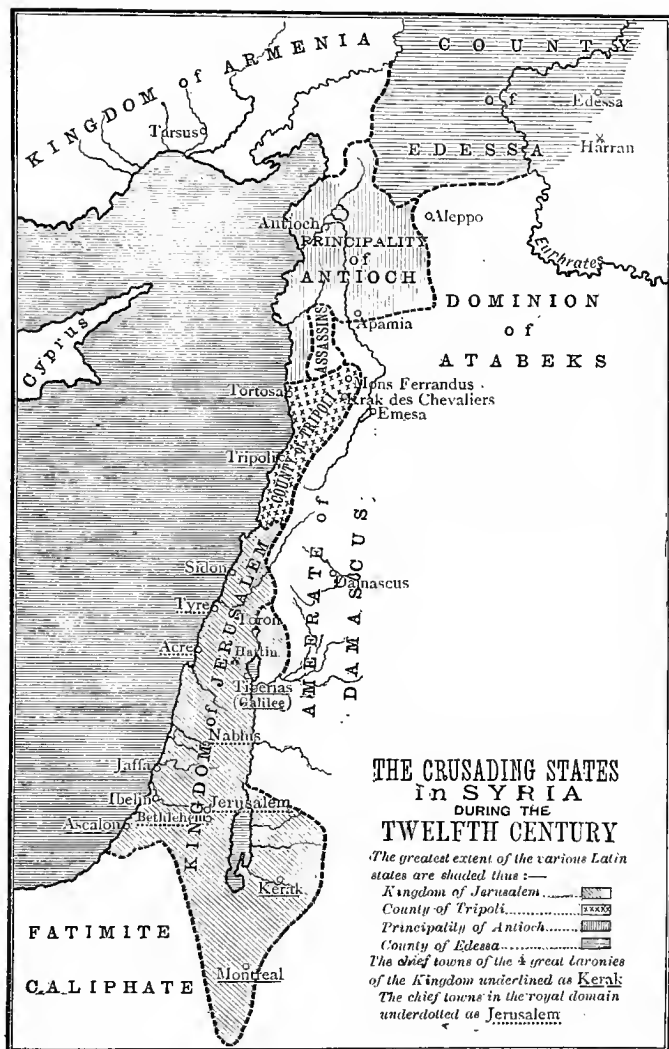 KINGDOM of ARMENIA
COUNTY
of
EDESSA
Edessa
Harran
Tarsus
Antioch
PRINCIPALITY
of
ANTIOCH
Aleppo
Euphrates
DOMINION
of
ATABEKS
Apamia
ASSASSINS
Cyprus
Tortosa
Mons Ferrandus
Krak des Chevaliers
Emesa
COUNTY of TRIPOLI
Tripoli
AMEERATE of
DAMASCUS
Damascus
KINGDOM of JERUSALEM
Sidon
Tyre
Toron
Acre
Hattin
Tiberias
(Galilee)
Nablus
Jaffa
Ibelin
Jerusalem
Bethlehem
Ascalon
Kerak
Montreal
FATIMITE
CALIPHATE
THE CRUSADING STATES
in SYRIA
DURING THE
TWELFTH CENTURY
The greatest extent of the various Latin
states are shaded thus :—
Kingdom of Jerusalem
County of Tripoli
Principality of Antioch
County of Edessa
The chief towns of the 4 great baronies
of the Kingdom underlined as Kerak
The chief towns in the royal domain
underdotted as Jerusalem